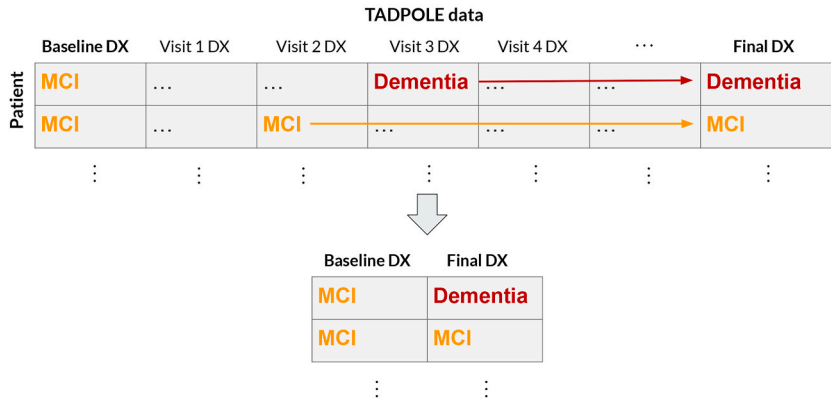 TADPOLE data
Baseline DX Visit 1 DX Visit 2 DX Visit 3 DX Visit 4 DX ... Final DX
Patient
MCI ... ... Dementia ... ... Dementia
MCI ... MCI ... ... ... MCI
⋮ ⋮ ⋮ ⋮ ⋮ ⋮ ⋮
Baseline DX Final DX
MCI Dementia
MCI MCI
⋮ ⋮